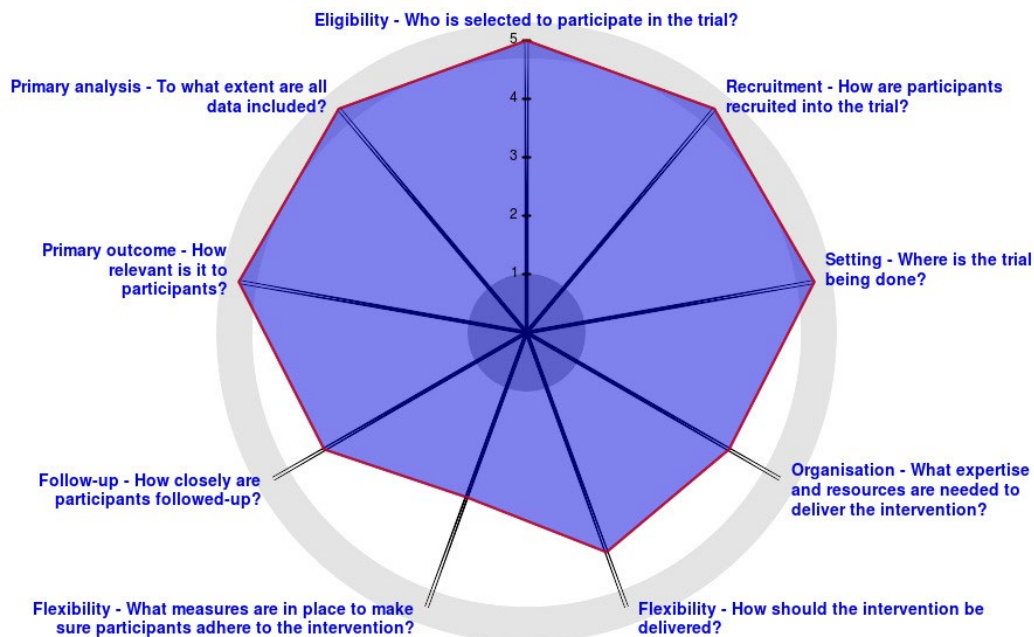 Eligibility - Who is selected to participate in the trial?
5
4
3
2
1
Recruitment - How are participants
recruited into the trial?
Setting - Where is the trial
being done?
Organisation - What expertise
and resources are needed to
deliver the intervention?
Flexibility - How should the intervention be
delivered?
Flexibility - What measures are in place to make
sure participants adhere to the intervention?
Follow-up - How closely are
participants followed-up?
Primary outcome - How
relevant is it to
participants?
Primary analysis - To what extent are all
data included?